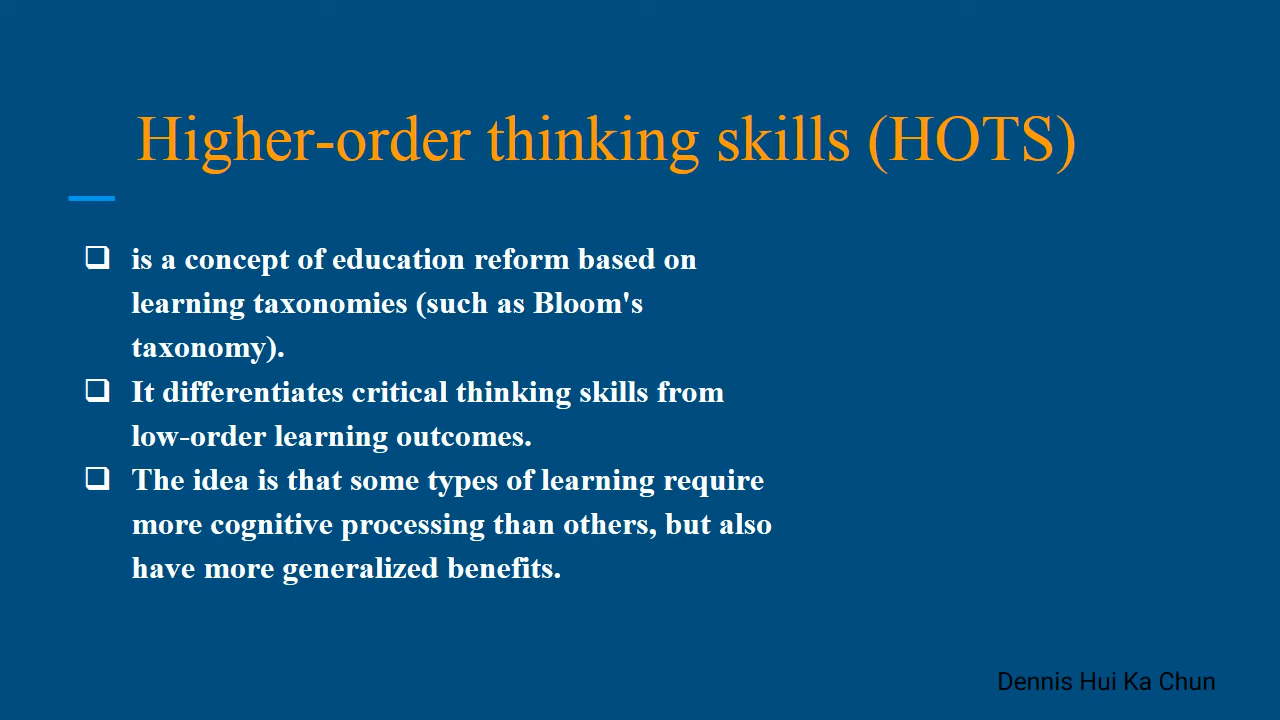 Higher-order thinking skills (HOTS)
❑ is a concept of education reform based on
learning taxonomies (such as Bloom's
taxonomy).
❑ It differentiates critical thinking skills from
low-order learning outcomes.
❑ The idea is that some types of learning require
more cognitive processing than others, but also
have more generalized benefits.
Dennis Hui Ka Chun